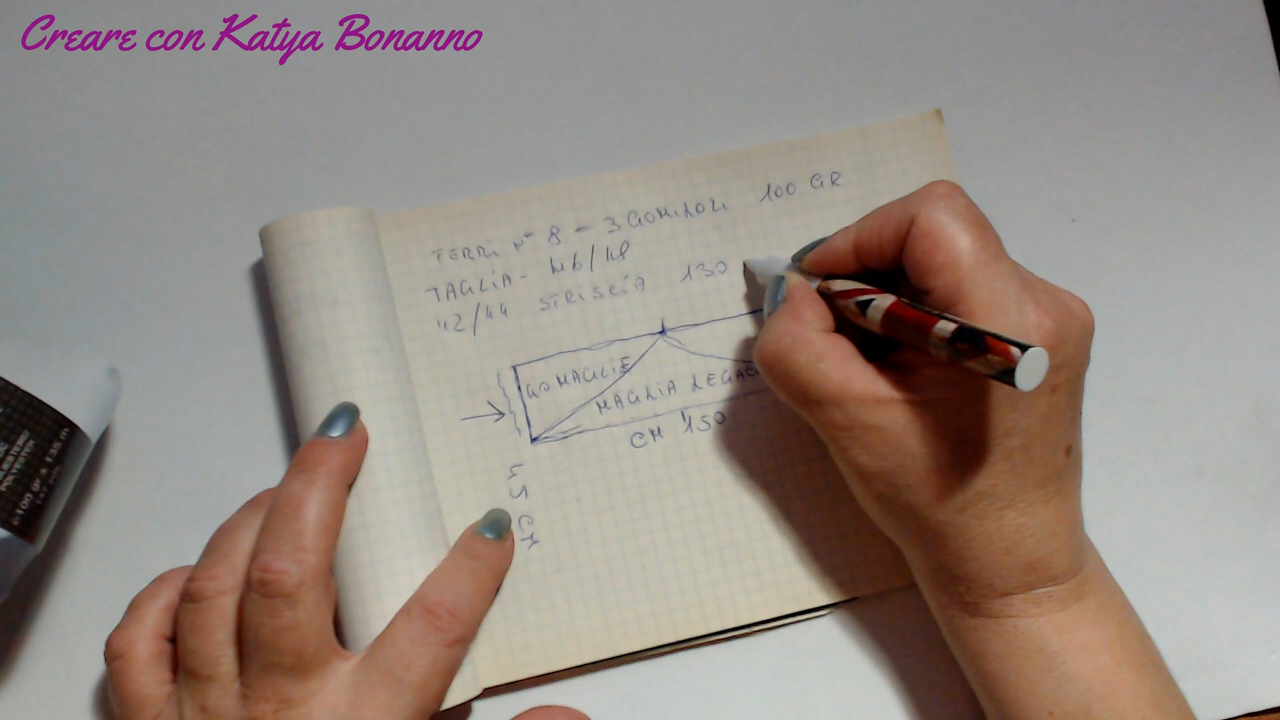 Creare con Katya Bonanno
FERRI N° 8 - 3 GOMITOLI 100 GR
TAGLIA - 46/48
42/44 STRISCIA 130
40 MAGLIE
MAGLIA LEGAC
CM 150
45 CM